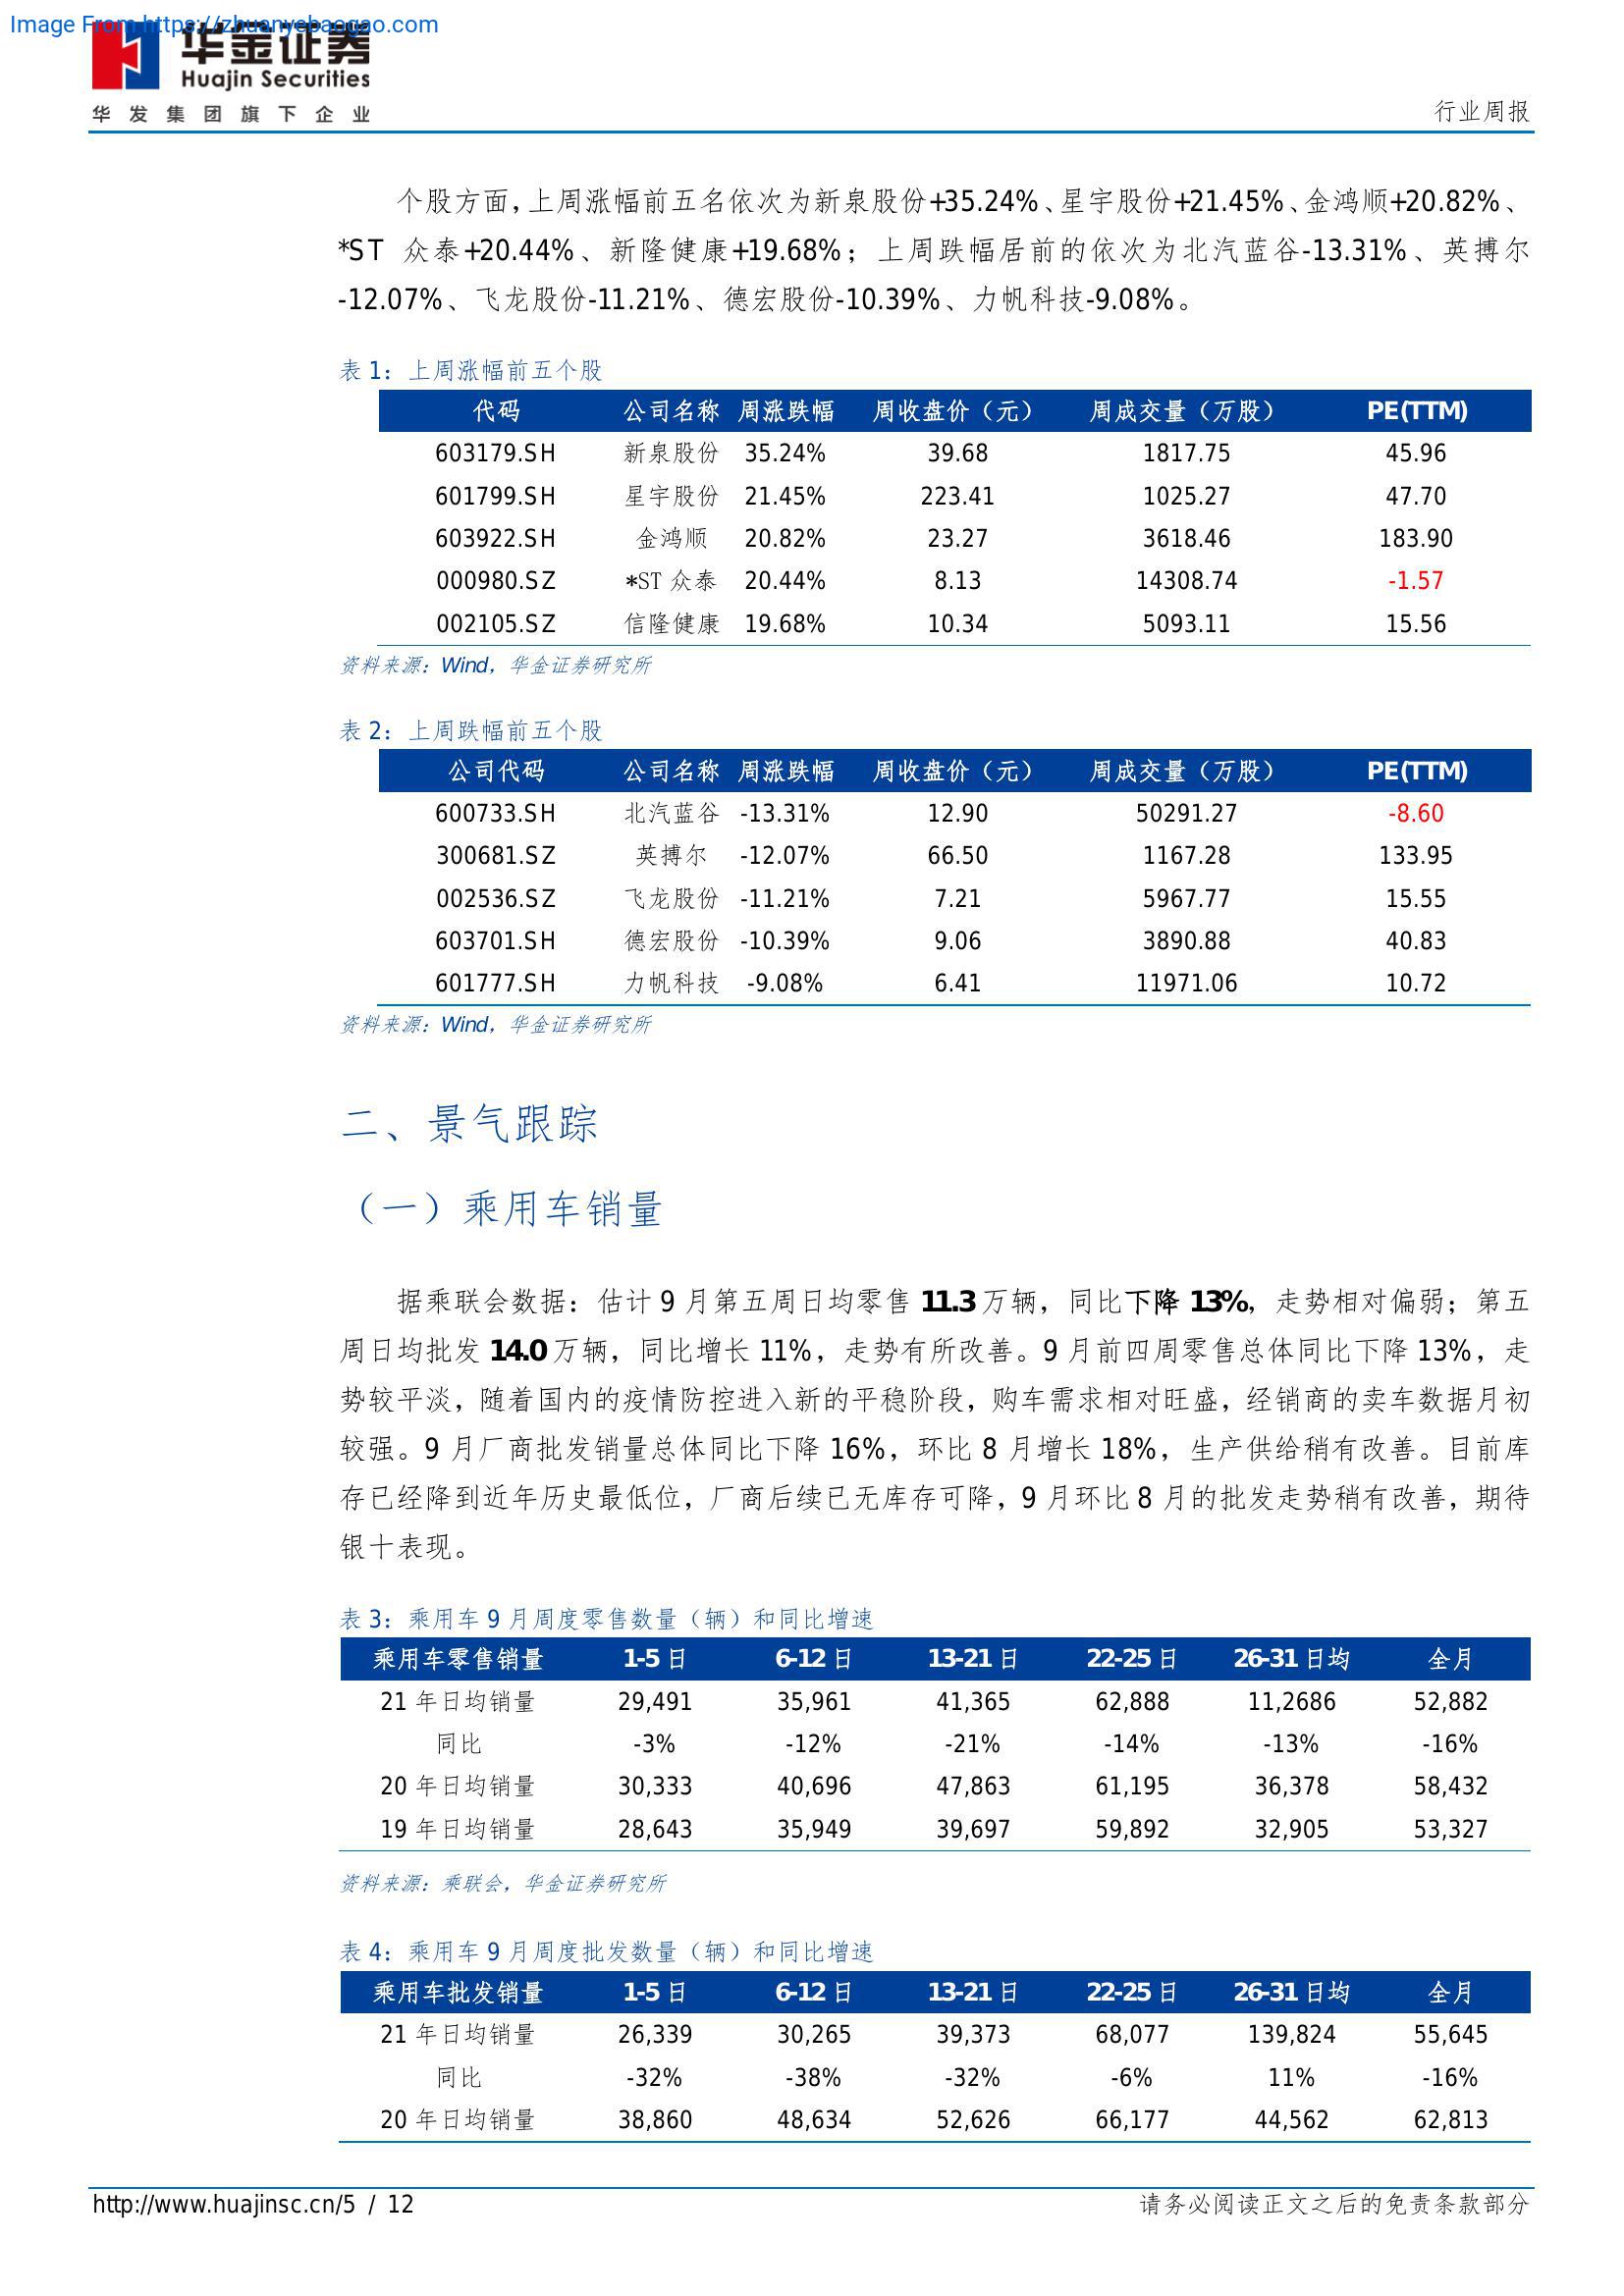 Image From https://zhuanyebaogao.com
华金证券
Huajin Securities
华发集团旗下企业
行业周报
个股方面，上周涨幅前五名依次为新泉股份+35.24%、星宇股份+21.45%、金鸿顺+20.82%、
*ST 众泰+20.44%、新隆健康+19.68%；上周跌幅居前的依次为北汽蓝谷-13.31%、英搏尔
-12.07%、飞龙股份-11.21%、德宏股份-10.39%、力帆科技-9.08%。
表 1：上周涨幅前五个股
代码 公司名称 周涨跌幅 周收盘价（元） 周成交量（万股） PE(TTM)
603179.SH 新泉股份 35.24% 39.68 1817.75 45.96
601799.SH 星宇股份 21.45% 223.41 1025.27 47.70
603922.SH 金鸿顺 20.82% 23.27 3618.46 183.90
000980.SZ *ST 众泰 20.44% 8.13 14308.74 -1.57
002105.SZ 信隆健康 19.68% 10.34 5093.11 15.56
资料来源：Wind，华金证券研究所
表 2：上周跌幅前五个股
公司代码 公司名称 周涨跌幅 周收盘价（元） 周成交量（万股） PE(TTM)
600733.SH 北汽蓝谷 -13.31% 12.90 50291.27 -8.60
300681.SZ 英搏尔 -12.07% 66.50 1167.28 133.95
002536.SZ 飞龙股份 -11.21% 7.21 5967.77 15.55
603701.SH 德宏股份 -10.39% 9.06 3890.88 40.83
601777.SH 力帆科技 -9.08% 6.41 11971.06 10.72
资料来源：Wind，华金证券研究所
二、景气跟踪
（一）乘用车销量
据乘联会数据：估计 9 月第五周日均零售 11.3 万辆，同比下降 13%，走势相对偏弱；第五
周日均批发 14.0 万辆，同比增长 11%，走势有所改善。9 月前四周零售总体同比下降 13%，走
势较平淡，随着国内的疫情防控进入新的平稳阶段，购车需求相对旺盛，经销商的卖车数据月初
较强。9 月厂商批发销量总体同比下降 16%，环比 8 月增长 18%，生产供给稍有改善。目前库
存已经降到近年历史最低位，厂商后续已无库存可降，9 月环比 8 月的批发走势稍有改善，期待
银十表现。
表 3：乘用车 9 月周度零售数量（辆）和同比增速
乘用车零售销量 1-5 日 6-12 日 13-21 日 22-25 日 26-31 日均 全月
21 年日均销量 29,491 35,961 41,365 62,888 11,2686 52,882
同比 -3% -12% -21% -14% -13% -16%
20 年日均销量 30,333 40,696 47,863 61,195 36,378 58,432
19 年日均销量 28,643 35,949 39,697 59,892 32,905 53,327
资料来源：乘联会，华金证券研究所
表 4：乘用车 9 月周度批发数量（辆）和同比增速
乘用车批发销量 1-5 日 6-12 日 13-21 日 22-25 日 26-31 日均 全月
21 年日均销量 26,339 30,265 39,373 68,077 139,824 55,645
同比 -32% -38% -32% -6% 11% -16%
20 年日均销量 38,860 48,634 52,626 66,177 44,562 62,813
http://www.huajinsc.cn/5 / 12
请务必阅读正文之后的免责条款部分